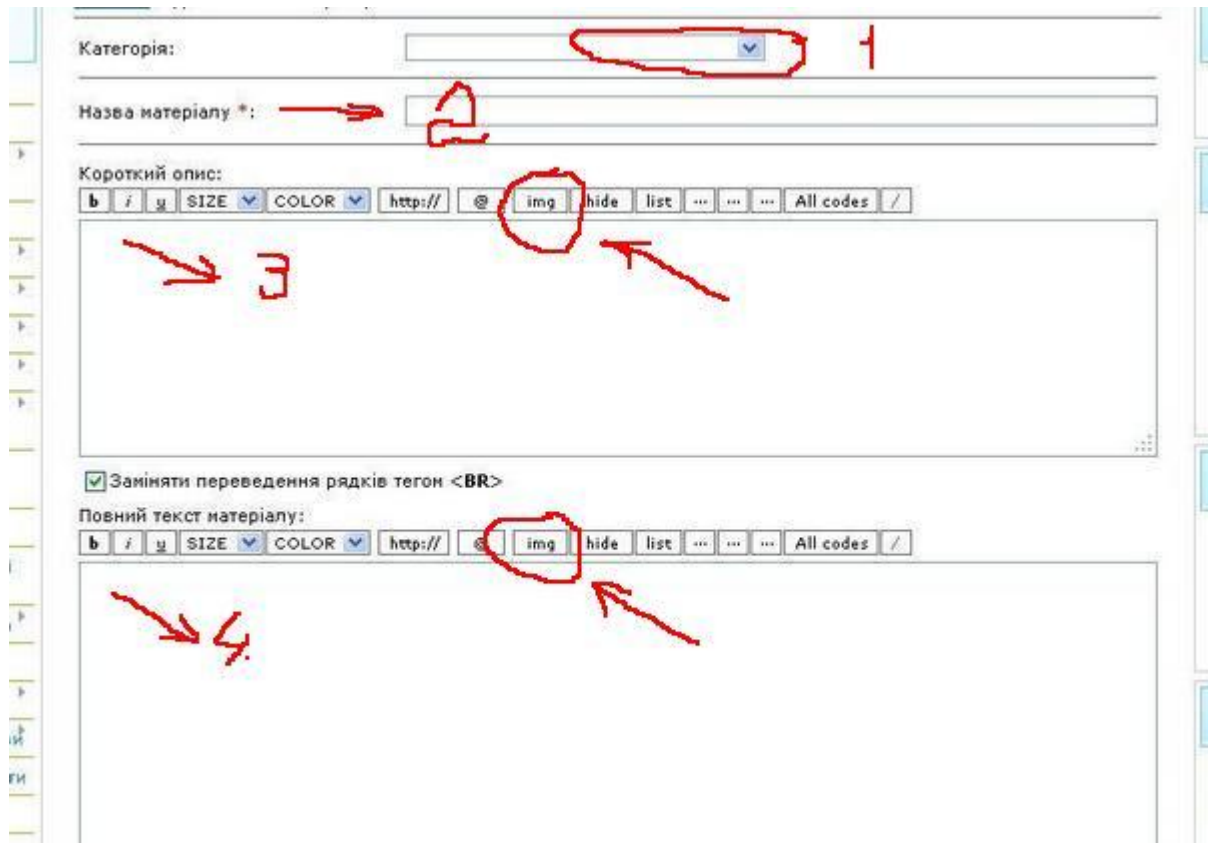 Категорія: 1
Назва матеріалу *: 2
Короткий опис:
b i u SIZE COLOR http:// @ img hide list ... ... ... All codes /
3
Заміняти переведення рядків тегом <BR>
Повний текст матеріалу:
b i u SIZE COLOR http:// @ img hide list ... ... ... All codes /
4
ти